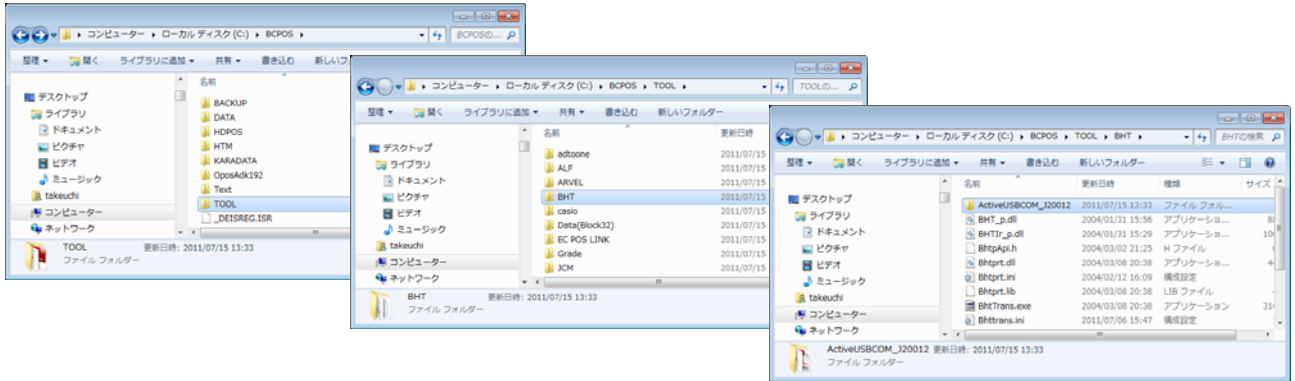 コンピューター ▸ ローカル ディスク (C:) ▸ BCPOS ▸
BCPOSの...
整理 開く ライブラリに追加 共有 書き込む 新しいフ
名前
デスクトップ
ライブラリ
ドキュメント
ピクチャ
ビデオ
ミュージック
takeuchi
コンピューター
ネットワーク
BACKUP
DATA
HDPOS
HTM
KARADATA
OposAdk192
Text
TOOL
_DEISREG.ISR
TOOL 更新日時: 2011/07/15 13:33
ファイル フォルダー
コンピューター ▸ ローカル ディスク (C:) ▸ BCPOS ▸ TOOL ▸
TOOLの...
整理 開く ライブラリに追加 共有 書き込む 新しいフォルダー
名前 更新日時
デスクトップ
ライブラリ
ドキュメント
ピクチャ
ビデオ
ミュージック
takeuchi
コンピューター
ネットワーク
adtoone 2011/07/15
ALF 2011/07/15
ARVEL 2011/07/15
BHT 2011/07/15
casio 2011/07/15
Data(Block32) 2011/07/15
EC POS LINK 2011/07/15
Grade 2011/07/15
JCM 2011/07/15
BHT 更新日時: 2011/07/15 13:33
ファイル フォルダー
コンピューター ▸ ローカル ディスク (C:) ▸ BCPOS ▸ TOOL ▸ BHT ▸
BHTの検索
整理 開く ライブラリに追加 共有 書き込む 新しいフォルダー
名前 更新日時 種類 サイズ
デスクトップ
ライブラリ
ドキュメント
ピクチャ
ビデオ
ミュージック
takeuchi
コンピューター
ネットワーク
ActiveUSBCOM_J20012 2011/07/15 13:33 ファイル フォル...
BHT_p.dll 2004/01/31 15:56 アプリケーショ...
BHTIr_p.dll 2004/01/31 15:29 アプリケーショ...
BhtpApi.h 2004/03/02 21:25 H ファイル
Bhtprt.dll 2004/03/08 20:38 アプリケーショ...
Bhtprt.ini 2004/02/12 16:09 構成設定
Bhtprt.lib 2004/03/08 20:38 LIB ファイル
BhtTrans.exe 2004/03/08 20:38 アプリケーション
Bhttrans.ini 2011/07/06 15:47 構成設定
ActiveUSBCOM_J20012 更新日時: 2011/07/15 13:33
ファイル フォルダー